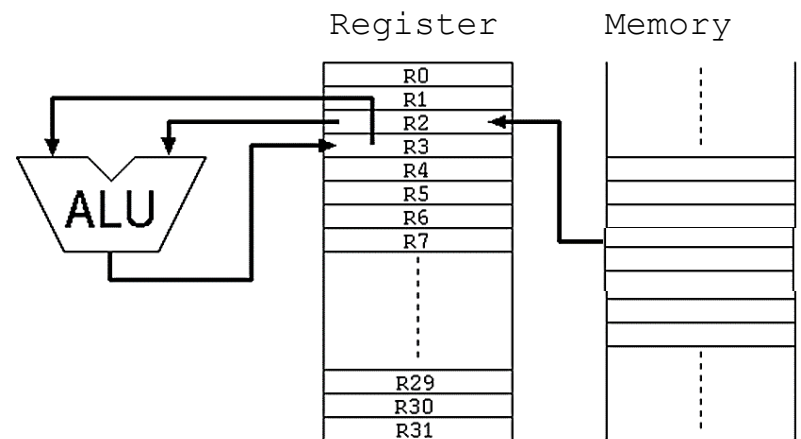 Register Memory
R0
R1
R2
R3
R4
R5
R6
R7
ALU
R29
R30
R31